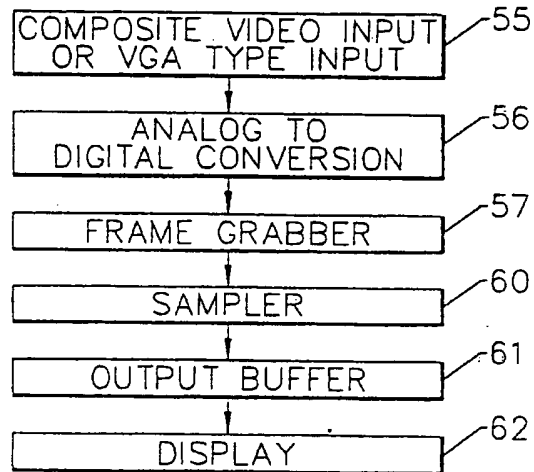 COMPOSITE VIDEO INPUT
OR VGA TYPE INPUT
55
ANALOG TO
DIGITAL CONVERSION
56
FRAME GRABBER
57
SAMPLER
60
OUTPUT BUFFER
61
DISPLAY
62